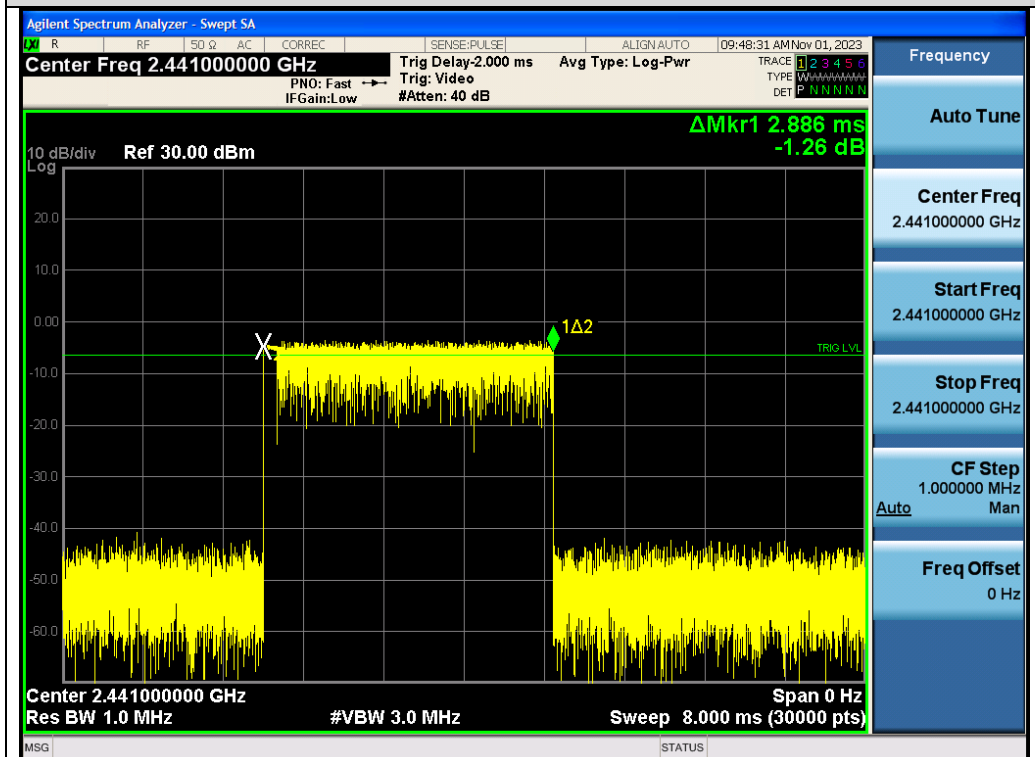 Agilent Spectrum Analyzer - Swept SA
LXI R RF 50 Ω AC CORREC SENSE:PULSE ALIGN AUTO 09:48:31 AM Nov 01, 2023
Center Freq 2.441000000 GHz
PNO: Fast
IFGain:Low
Trig Delay-2.000 ms
Trig: Video
#Atten: 40 dB
Avg Type: Log-Pwr
TRACE 1 2 3 4 5 6
TYPE WWWWWW
DET P N N N N N
ΔMkr1 2.886 ms
-1.26 dB
10 dB/div Ref 30.00 dBm
Log
20.0
10.0
0.00
-10.0
-20.0
-30.0
-40.0
-50.0
-60.0
1Δ2
TRIG LVL
Center 2.441000000 GHz Span 0 Hz
Res BW 1.0 MHz #VBW 3.0 MHz Sweep 8.000 ms (30000 pts)
MSG STATUS
Frequency
Auto Tune
Center Freq
2.441000000 GHz
Start Freq
2.441000000 GHz
Stop Freq
2.441000000 GHz
CF Step
1.000000 MHz
Auto Man
Freq Offset
0 Hz